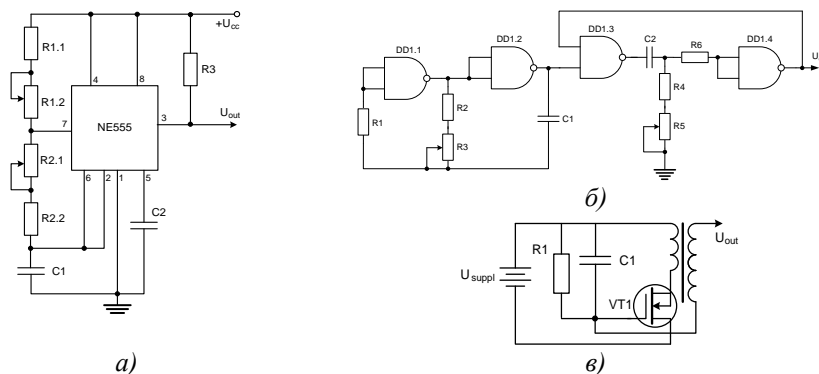 +Ucc
R1.1
R1.2
R2.1
R2.2
C1
4
8
7
3
6
2
1
5
NE555
R3
Uout
C2
а)
DD1.1
DD1.2
DD1.3
DD1.4
R1
R2
R3
C1
C2
R6
R4
R5
U
б)
Usuppl
R1
C1
VT1
Uout
в)